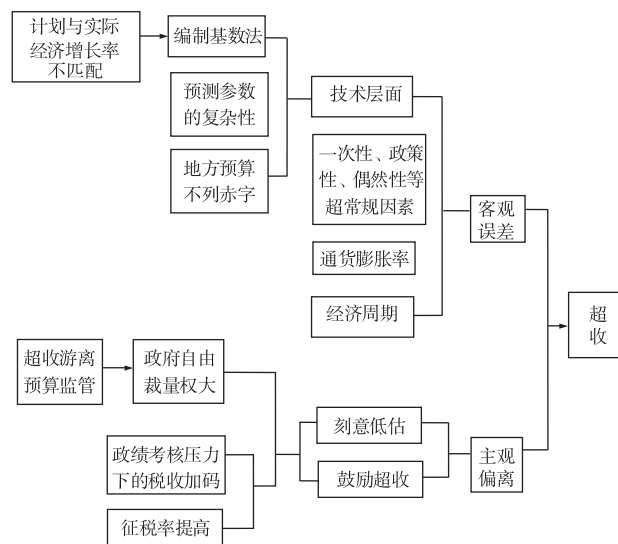 计划与实际
经济增长率
不匹配
编制基数法
预测参数
的复杂性
地方预算
不列赤字
技术层面
一次性、政策
性、偶然性等
超常规因素
通货膨胀率
经济周期
客观
误差
超
收
超收游离
预算监管
政府自由
裁量权大
政绩考核压力
下的税收加码
征税率提高
刻意低估
鼓励超收
主观
偏离